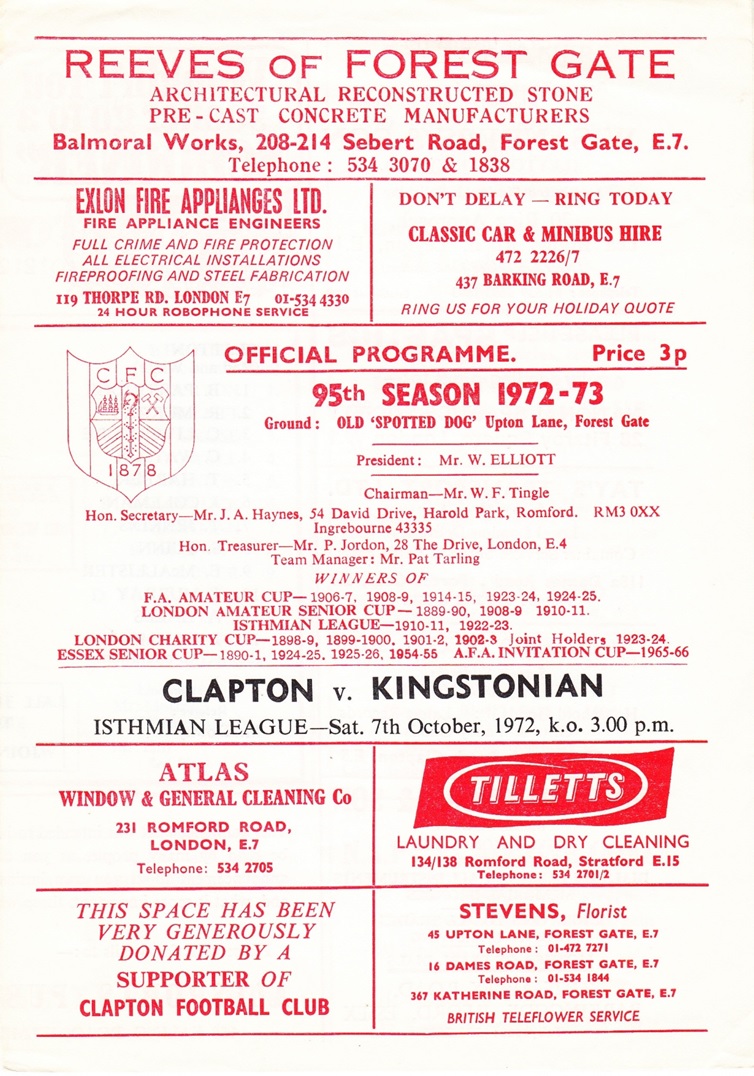 REEVES OF FOREST GATE
ARCHITECTURAL RECONSTRUCTED STONE
PRE-CAST CONCRETE MANUFACTURERS
Balmoral Works, 208-214 Sebert Road, Forest Gate, E.7.
Telephone: 534 3070 & 1838
EXLON FIRE APPLIANGES LTD.
FIRE APPLIANCE ENGINEERS
FULL CRIME AND FIRE PROTECTION
ALL ELECTRICAL INSTALLATIONS
FIREPROOFING AND STEEL FABRICATION
119 THORPE RD. LONDON E7 01-534 4330
24 HOUR ROBOPHONE SERVICE
DON'T DELAY — RING TODAY
CLASSIC CAR & MINIBUS HIRE
472 2226/7
437 BARKING ROAD, E.7
RING US FOR YOUR HOLIDAY QUOTE
C F C
1878
OFFICIAL PROGRAMME. Price 3p
95th SEASON 1972-73
Ground: OLD 'SPOTTED DOG' Upton Lane, Forest Gate
President: Mr. W. ELLIOTT
Chairman—Mr. W. F. Tingle
Hon. Secretary—Mr. J. A. Haynes, 54 David Drive, Harold Park, Romford. RM3 0XX
Ingrebourne 43335
Hon. Treasurer—Mr. P. Jordon, 28 The Drive, London, E.4
Team Manager: Mr. Pat Tarling
WINNERS OF
F.A. AMATEUR CUP—1906-7, 1908-9, 1914-15, 1923-24, 1924-25.
LONDON AMATEUR SENIOR CUP—1889-90, 1908-9 1910-11.
ISTHMIAN LEAGUE—1910-11, 1922-23.
LONDON CHARITY CUP—1898-9, 1899-1900, 1901-2, 1902-3 Joint Holders 1923-24.
ESSEX SENIOR CUP—1890-1, 1924-25, 1925-26, 1954-55 A.F.A. INVITATION CUP—1965-66
CLAPTON v. KINGSTONIAN
ISTHMIAN LEAGUE—Sat. 7th October, 1972, k.o. 3.00 p.m.
ATLAS
WINDOW & GENERAL CLEANING Co
231 ROMFORD ROAD,
LONDON, E.7
Telephone: 534 2705
TILLETTS
LAUNDRY AND DRY CLEANING
134/138 Romford Road, Stratford E.15
Telephone: 534 2701/2
THIS SPACE HAS BEEN
VERY GENEROUSLY
DONATED BY A
SUPPORTER OF
CLAPTON FOOTBALL CLUB
STEVENS, Florist
45 UPTON LANE, FOREST GATE, E.7
Telephone: 01-472 7271
16 DAMES ROAD, FOREST GATE, E.7
Telephone: 01-534 1844
367 KATHERINE ROAD, FOREST GATE, E.7
BRITISH TELEFLOWER SERVICE